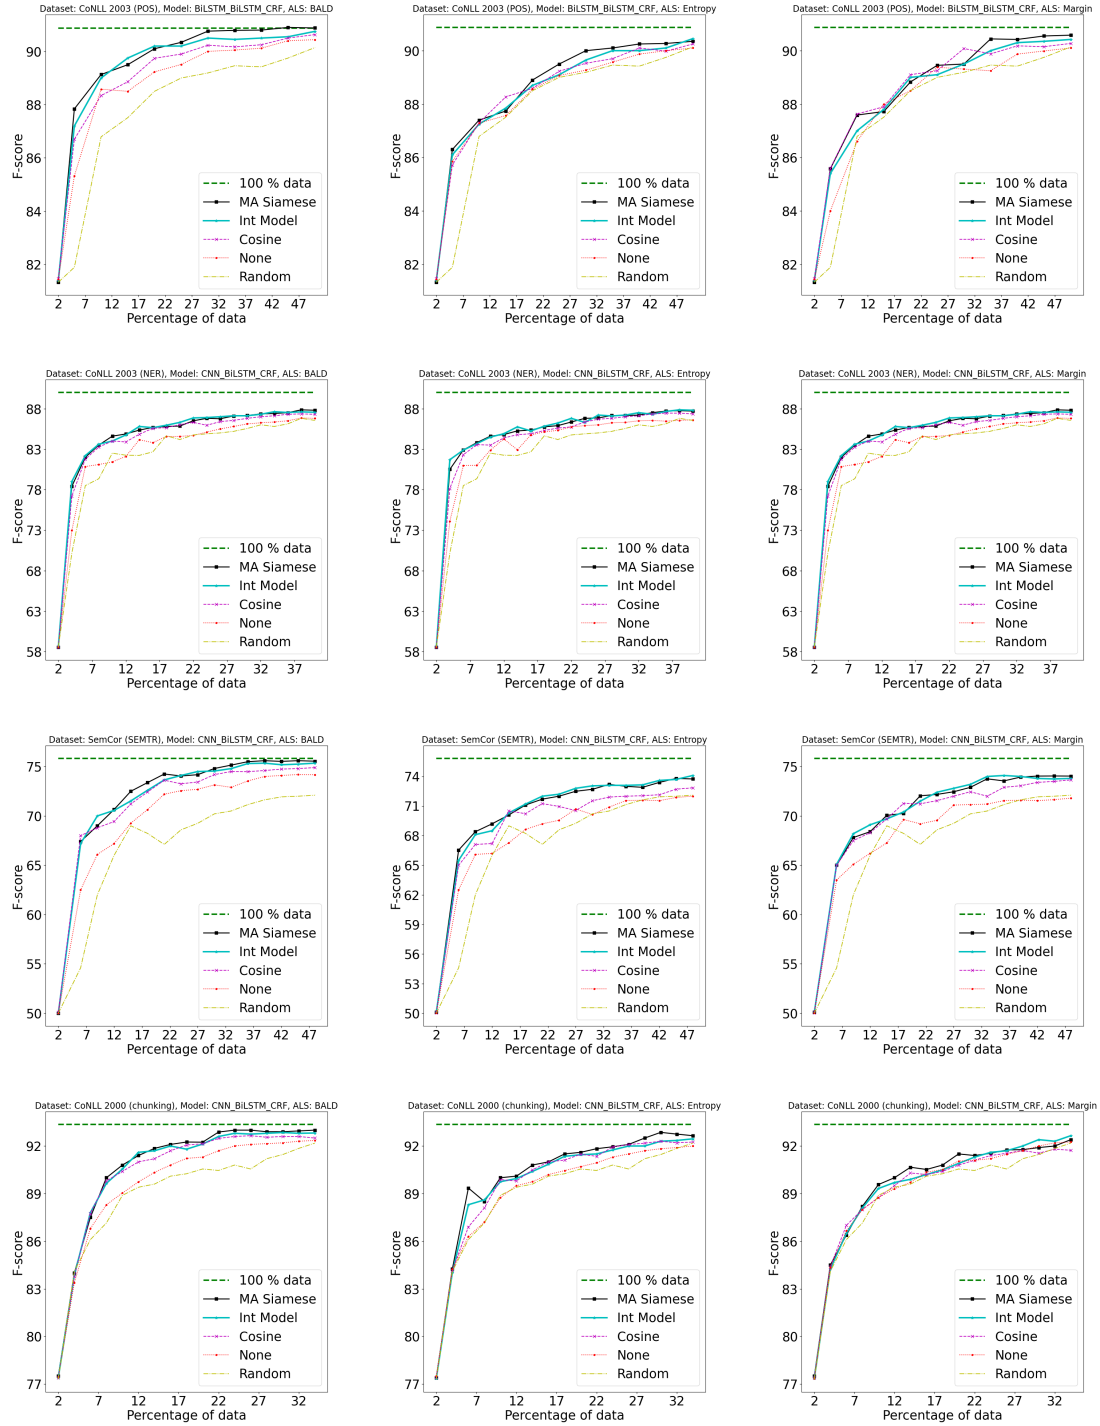 Dataset: CoNLL 2003 (POS), Model: BiLSTM_BiLSTM_CRF, ALS: BALD
F-score
90
88
86
84
82
100 % data
MA Siamese
Int Model
Cosine
None
Random
2 7 12 17 22 27 32 37 42 47
Percentage of data
Dataset: CoNLL 2003 (POS), Model: BiLSTM_BiLSTM_CRF, ALS: Entropy
F-score
90
88
86
84
82
100 % data
MA Siamese
Int Model
Cosine
None
Random
2 7 12 17 22 27 32 37 42 47
Percentage of data
Dataset: CoNLL 2003 (POS), Model: BiLSTM_BiLSTM_CRF, ALS: Margin
F-score
90
88
86
84
82
100 % data
MA Siamese
Int Model
Cosine
None
Random
2 7 12 17 22 27 32 37 42 47
Percentage of data
Dataset: CoNLL 2003 (NER), Model: CNN_BiLSTM_CRF, ALS: BALD
F-score
88
83
78
73
68
63
58
100 % data
MA Siamese
Int Model
Cosine
None
Random
2 7 12 17 22 27 32 37
Percentage of data
Dataset: CoNLL 2003 (NER), Model: CNN_BiLSTM_CRF, ALS: Entropy
F-score
88
83
78
73
68
63
58
100 % data
MA Siamese
Int Model
Cosine
None
Random
2 7 12 17 22 27 32 37
Percentage of data
Dataset: CoNLL 2003 (NER), Model: CNN_BiLSTM_CRF, ALS: Margin
F-score
88
83
78
73
68
63
58
100 % data
MA Siamese
Int Model
Cosine
None
Random
2 7 12 17 22 27 32 37
Percentage of data
Dataset: SemCor (SEMTR), Model: CNN_BiLSTM_CRF, ALS: BALD
F-score
75
70
65
60
55
50
100 % data
MA Siamese
Int Model
Cosine
None
Random
2 7 12 17 22 27 32 37 42 47
Percentage of data
Dataset: SemCor (SEMTR), Model: CNN_BiLSTM_CRF, ALS: Entropy
F-score
74
71
68
65
62
59
56
53
50
100 % data
MA Siamese
Int Model
Cosine
None
Random
2 7 12 17 22 27 32 37 42 47
Percentage of data
Dataset: SemCor (SEMTR), Model: CNN_BiLSTM_CRF, ALS: Margin
F-score
75
70
65
60
55
50
100 % data
MA Siamese
Int Model
Cosine
None
Random
2 7 12 17 22 27 32 37 42 47
Percentage of data
Dataset: CoNLL 2000 (chunking), Model: CNN_BiLSTM_CRF, ALS: BALD
F-score
92
89
86
83
80
77
100 % data
MA Siamese
Int Model
Cosine
None
Random
2 7 12 17 22 27 32
Percentage of data
Dataset: CoNLL 2000 (chunking), Model: CNN_BiLSTM_CRF, ALS: Entropy
F-score
92
89
86
83
80
77
100 % data
MA Siamese
Int Model
Cosine
None
Random
2 7 12 17 22 27 32
Percentage of data
Dataset: CoNLL 2000 (chunking), Model: CNN_BiLSTM_CRF, ALS: Margin
F-score
92
89
86
83
80
77
100 % data
MA Siamese
Int Model
Cosine
None
Random
2 7 12 17 22 27 32
Percentage of data